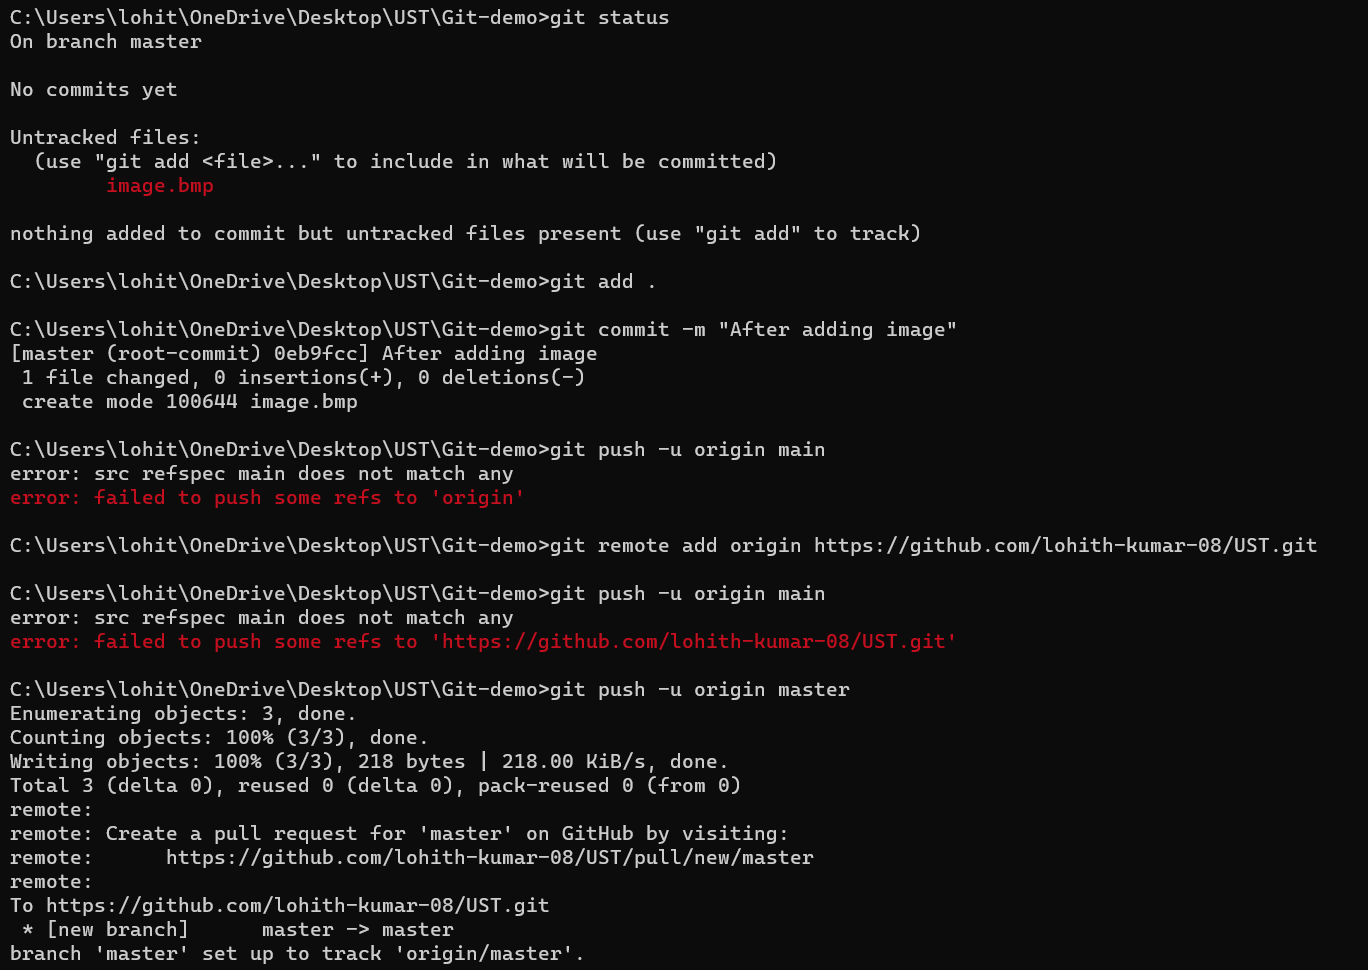 C:\Users\lohit\OneDrive\Desktop\UST\Git-demo>git status
On branch master
No commits yet
Untracked files:
  (use "git add <file>..." to include in what will be committed)
        image.bmp
nothing added to commit but untracked files present (use "git add" to track)
C:\Users\lohit\OneDrive\Desktop\UST\Git-demo>git add .
C:\Users\lohit\OneDrive\Desktop\UST\Git-demo>git commit -m "After adding image"
[master (root-commit) 0eb9fcc] After adding image
 1 file changed, 0 insertions(+), 0 deletions(-)
 create mode 100644 image.bmp
C:\Users\lohit\OneDrive\Desktop\UST\Git-demo>git push -u origin main
error: src refspec main does not match any
error: failed to push some refs to 'origin'
C:\Users\lohit\OneDrive\Desktop\UST\Git-demo>git remote add origin https://github.com/lohith-kumar-08/UST.git
C:\Users\lohit\OneDrive\Desktop\UST\Git-demo>git push -u origin main
error: src refspec main does not match any
error: failed to push some refs to 'https://github.com/lohith-kumar-08/UST.git'
C:\Users\lohit\OneDrive\Desktop\UST\Git-demo>git push -u origin master
Enumerating objects: 3, done.
Counting objects: 100% (3/3), done.
Writing objects: 100% (3/3), 218 bytes | 218.00 KiB/s, done.
Total 3 (delta 0), reused 0 (delta 0), pack-reused 0 (from 0)
remote:
remote: Create a pull request for 'master' on GitHub by visiting:
remote:      https://github.com/lohith-kumar-08/UST/pull/new/master
remote:
To https://github.com/lohith-kumar-08/UST.git
 * [new branch]      master -> master
branch 'master' set up to track 'origin/master'.